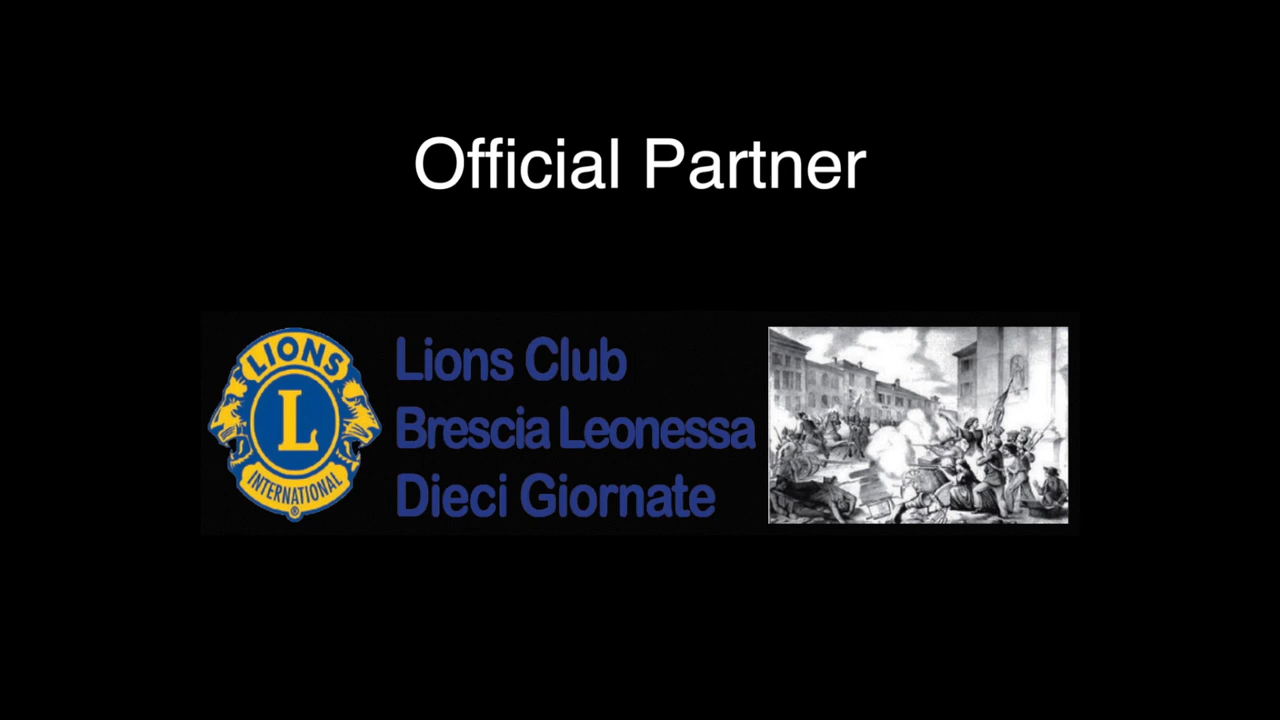 Official Partner
LIONS
L
INTERNATIONAL
®
Lions Club
Brescia Leonessa
Dieci Giornate